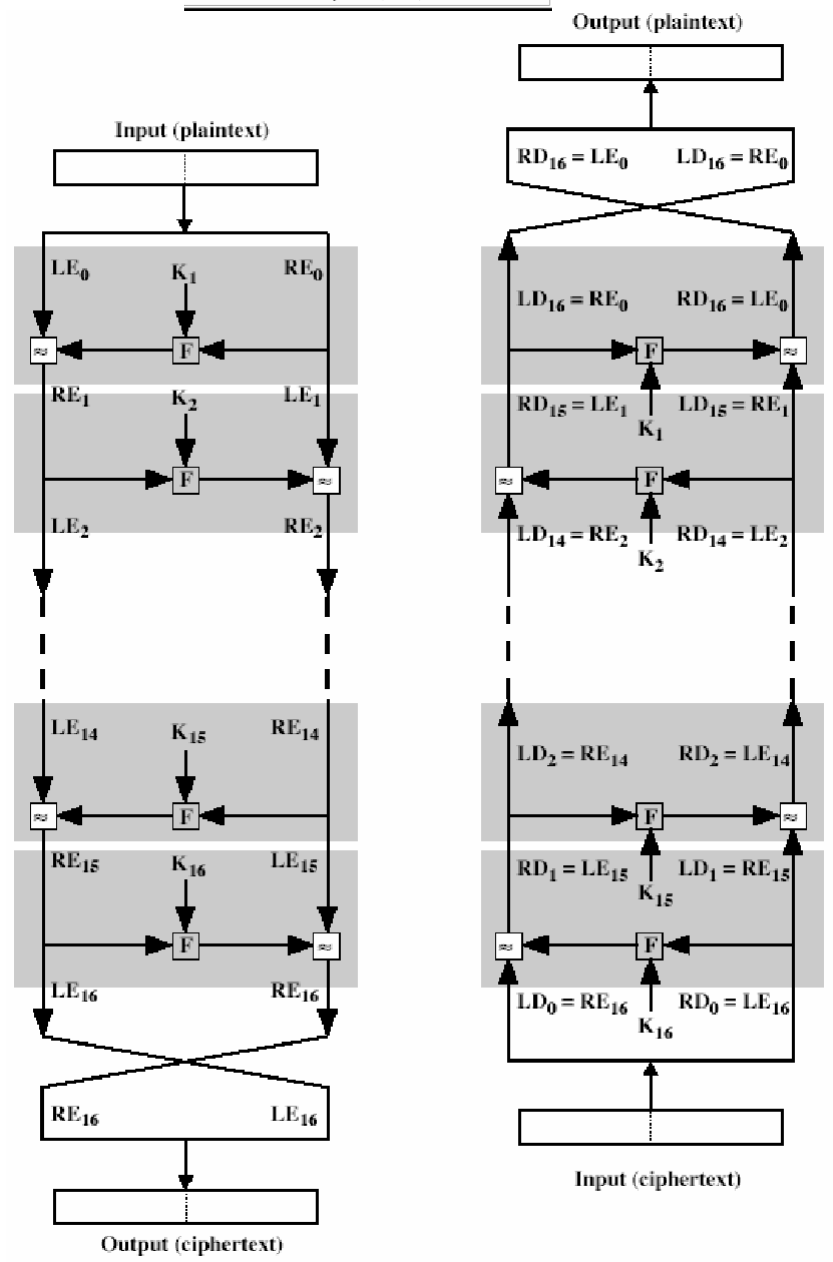 Input (plaintext)
LE0 K1 RE0
≈ F
RE1 K2 LE1
F ≈
LE2 RE2
LE14 K15 RE14
≈ F
RE15 K16 LE15
F ≈
LE16 RE16
RE16 LE16
Output (ciphertext)
Output (plaintext)
RD16 = LE0 LD16 = RE0
LD16 = RE0 RD16 = LE0
F ≈
RD15 = LE1 LD15 = RE1
K1
≈ F
LD14 = RE2 RD14 = LE2
K2
LD2 = RE14 RD2 = LE14
F ≈
RD1 = LE15 LD1 = RE15
K15
≈ F
LD0 = RE16 RD0 = LE16
K16
Input (ciphertext)